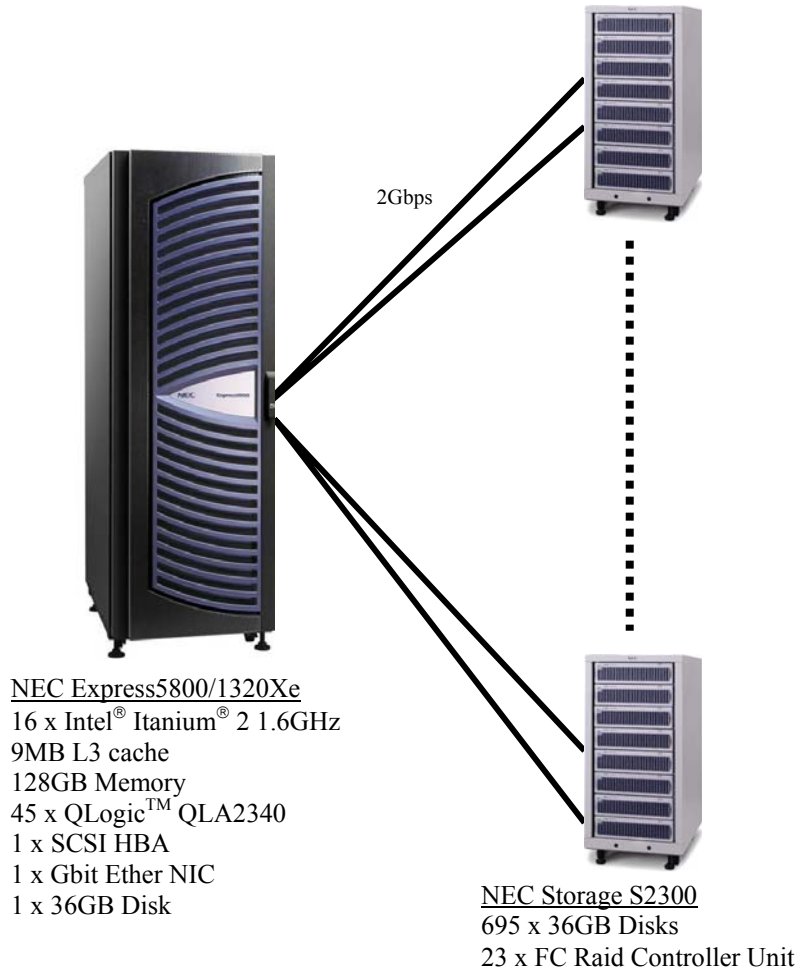 2Gbps
NEC
NEC Express5800/1320Xe
16 x Intel® Itanium® 2 1.6GHz
9MB L3 cache
128GB Memory
45 x QLogic™ QLA2340
1 x SCSI HBA
1 x Gbit Ether NIC
1 x 36GB Disk
NEC Storage S2300
695 x 36GB Disks
23 x FC Raid Controller Unit